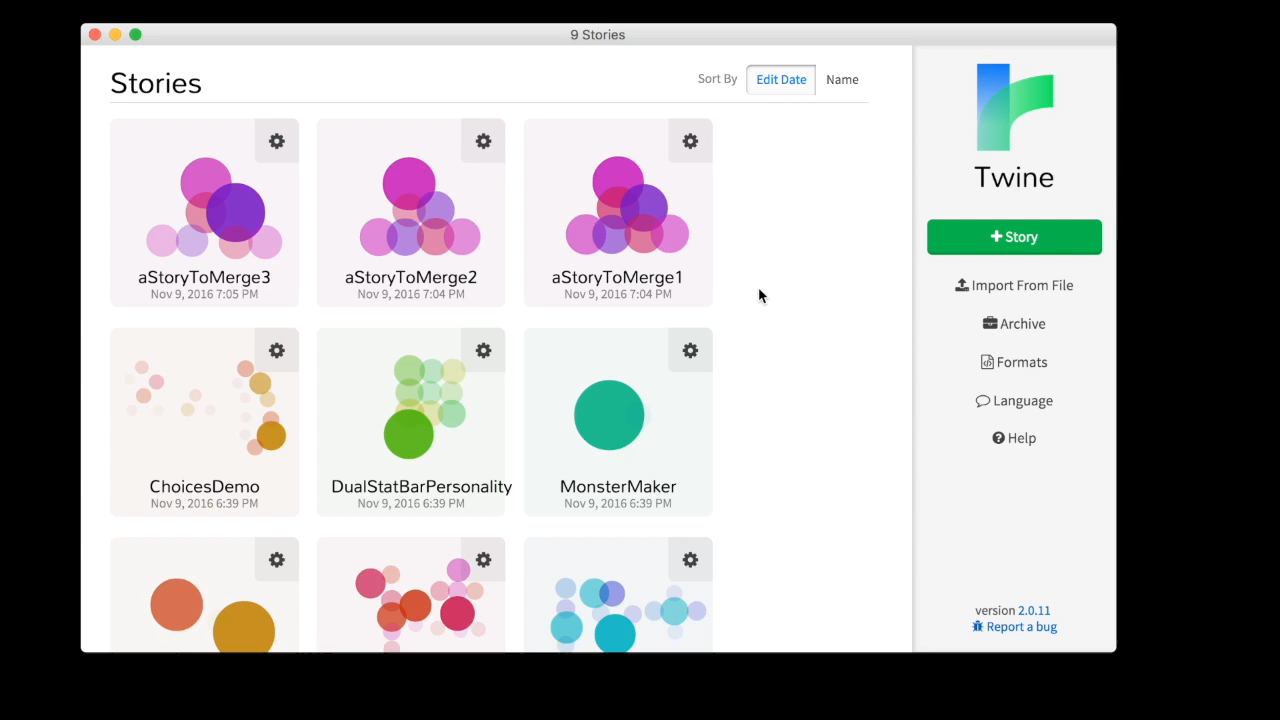 9 Stories
Stories
Sort By Edit Date Name
aStoryToMerge3
Nov 9, 2016 7:05 PM
aStoryToMerge2
Nov 9, 2016 7:04 PM
aStoryToMerge1
Nov 9, 2016 7:04 PM
ChoicesDemo
Nov 9, 2016 6:39 PM
DualStatBarPersonality
Nov 9, 2016 6:39 PM
MonsterMaker
Nov 9, 2016 6:39 PM
Twine
+ Story
Import From File
Archive
Formats
Language
Help
version 2.0.11
Report a bug